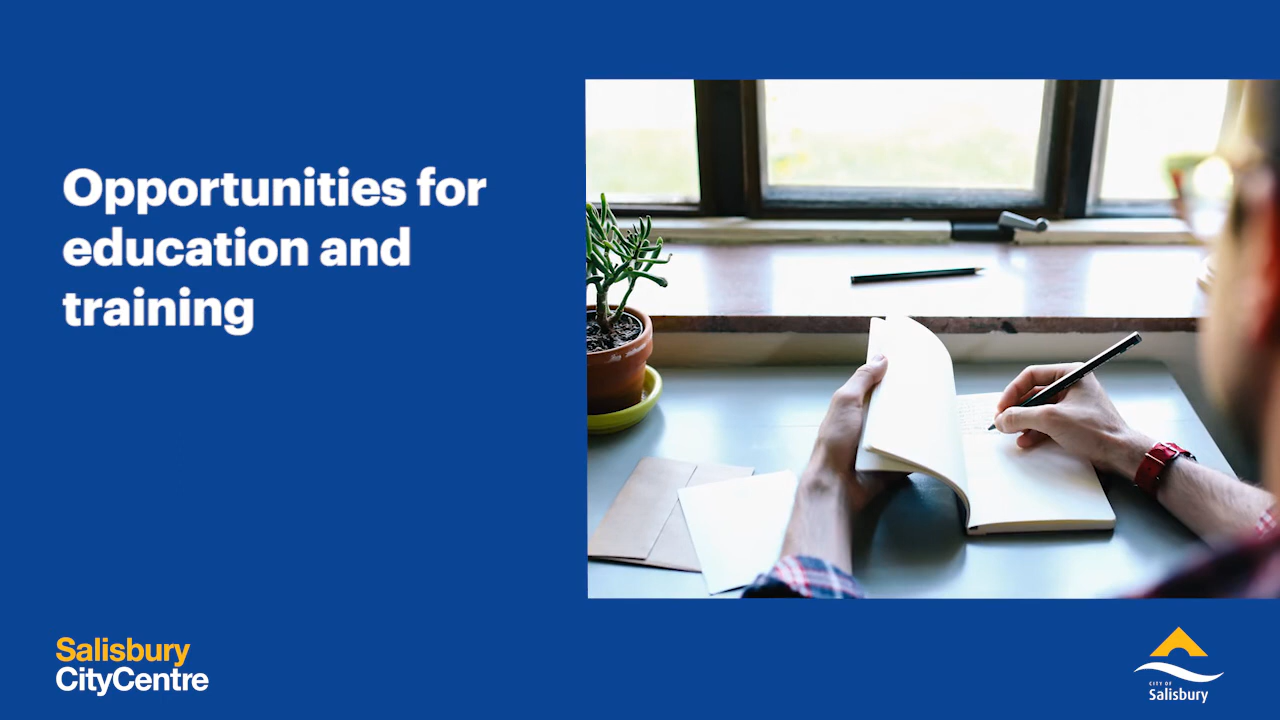 Opportunities for
education and
training
Salisbury
CityCentre
CITY OF
Salisbury